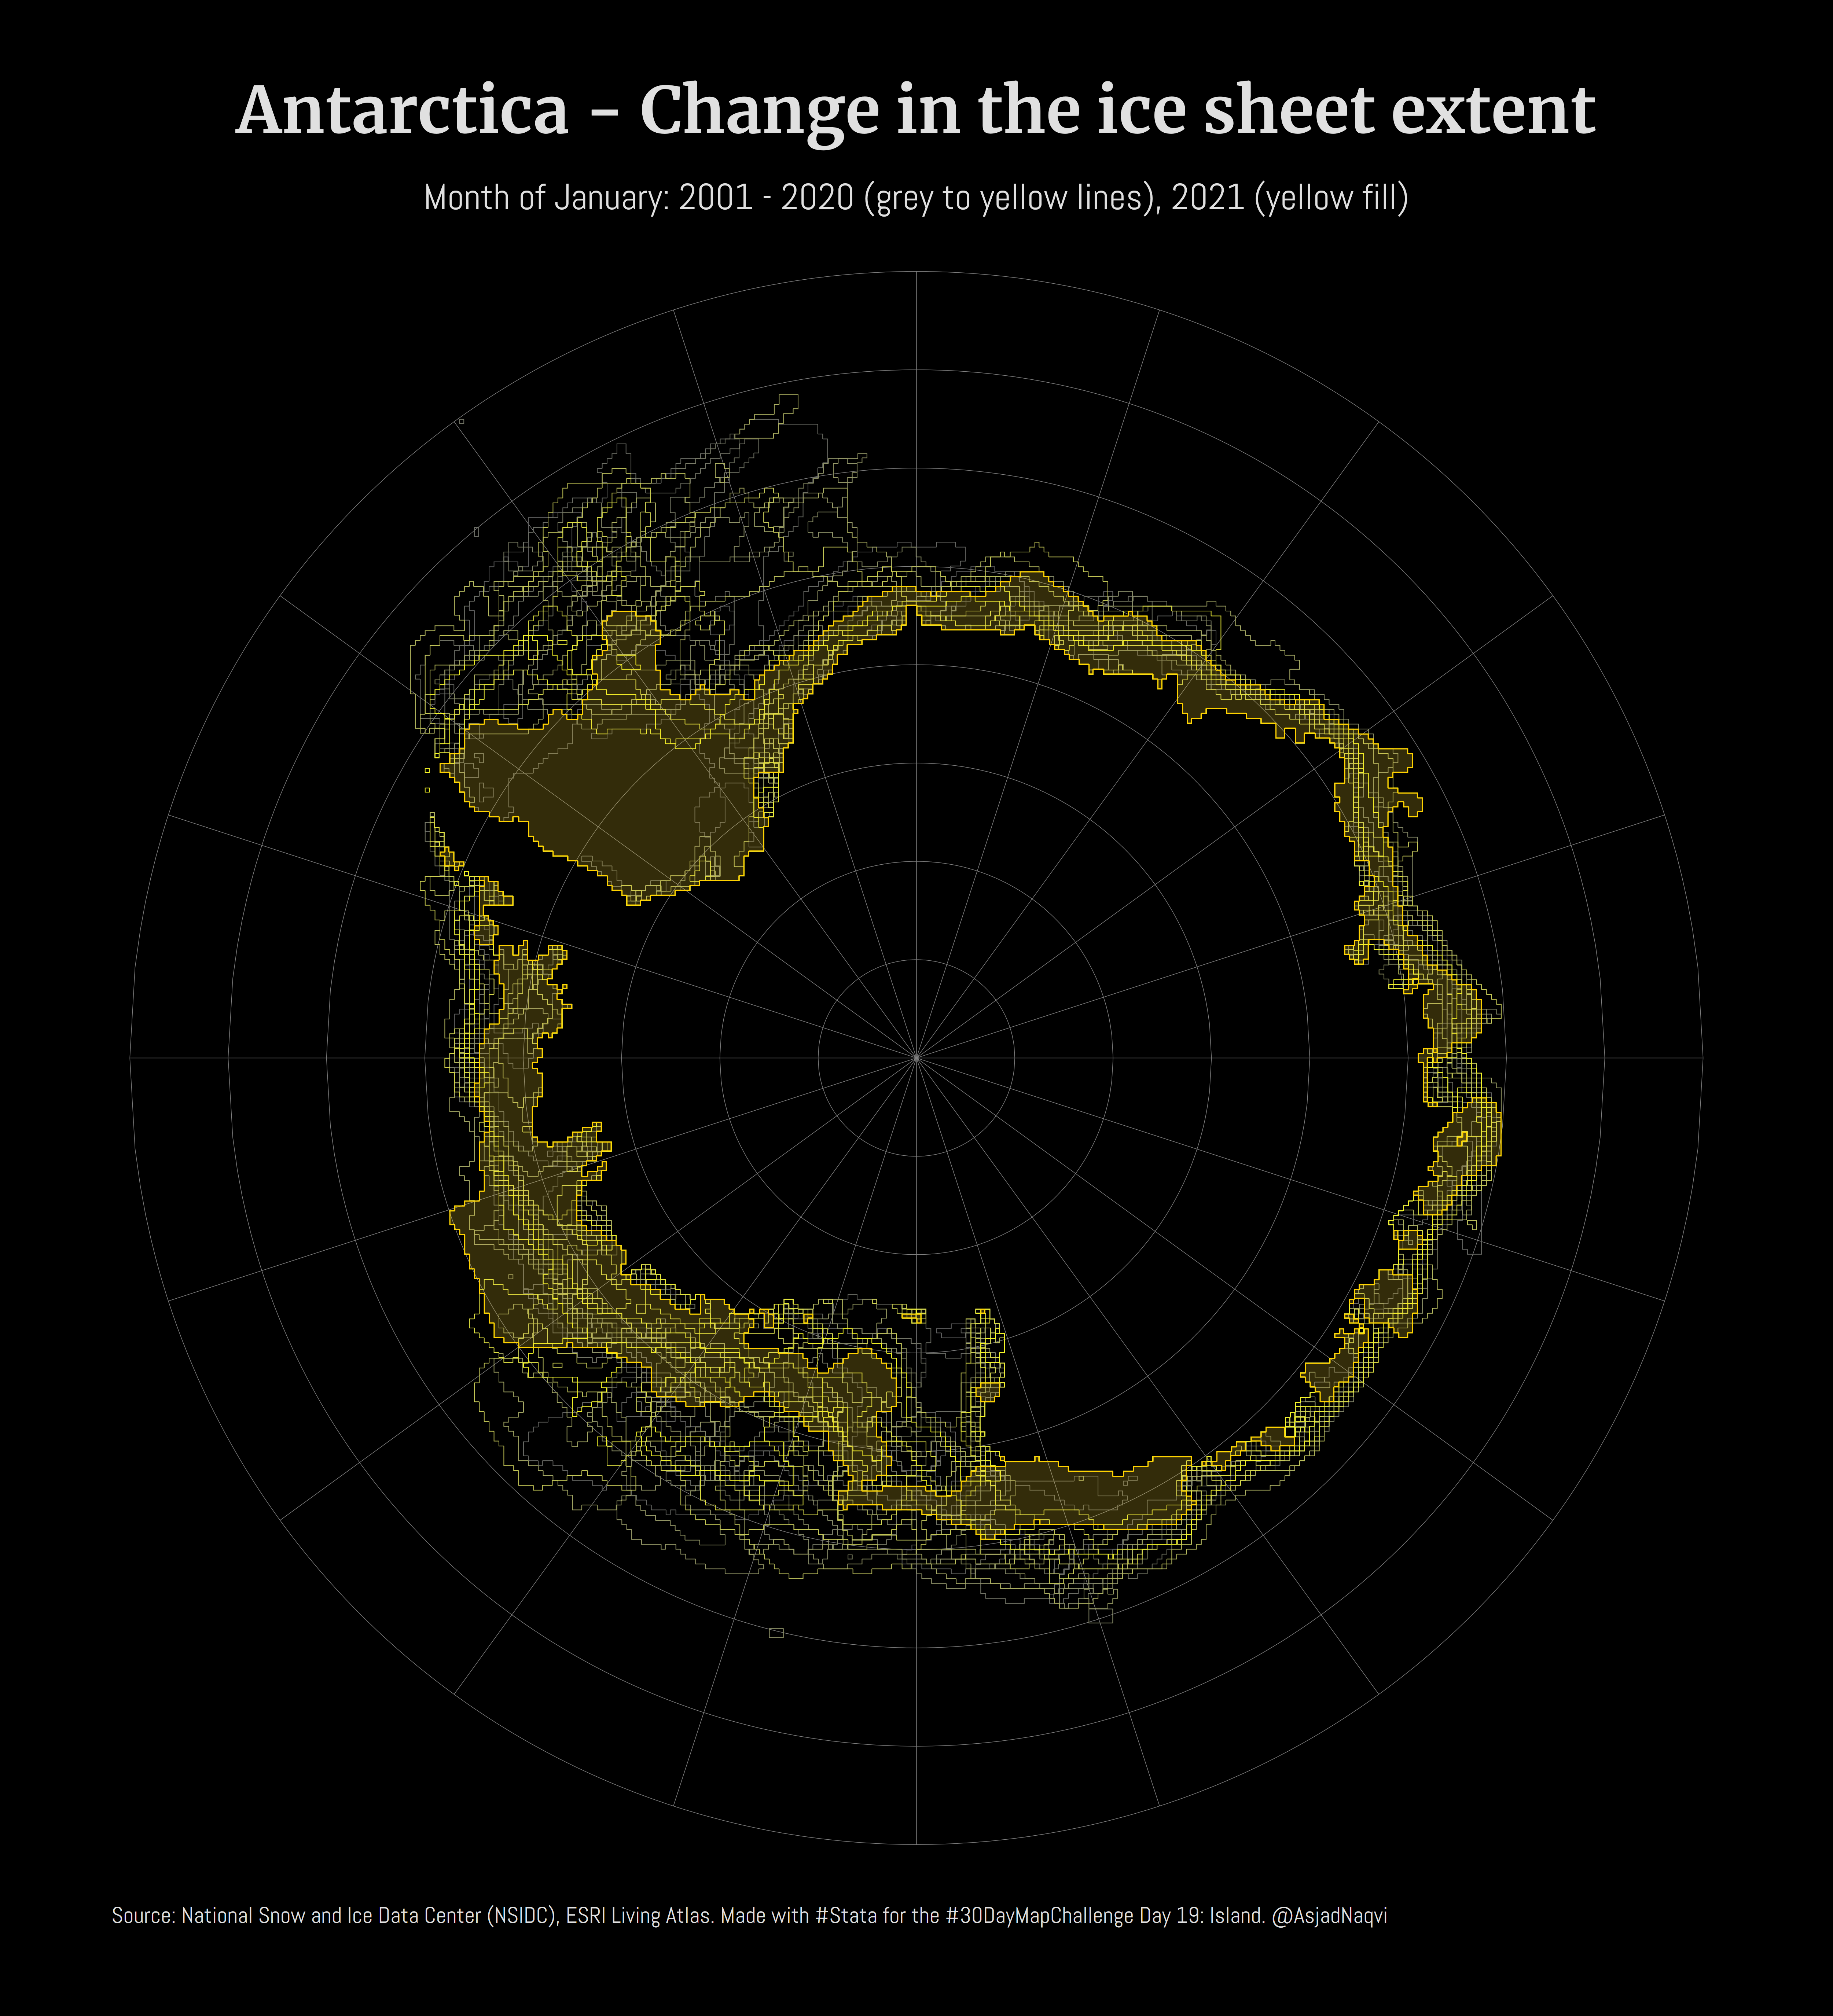 Antarctica - Change in the ice sheet extent
Month of January: 2001 - 2020 (grey to yellow lines), 2021 (yellow fill)
Source: National Snow and Ice Data Center (NSIDC), ESRI Living Atlas. Made with #Stata for the #30DayMapChallenge Day 19: Island. @AsjadNaqvi